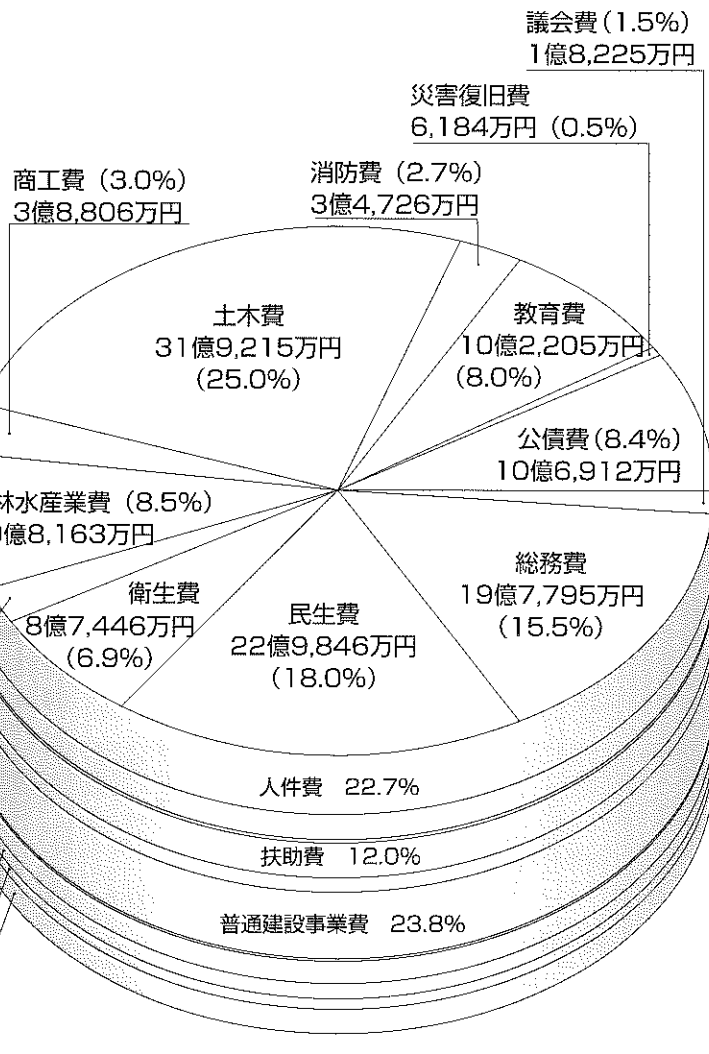 議会費(1.5%)
1億8,225万円
災害復旧費
6,184万円(0.5%)
商工費(3.0%)
3億8,806万円
消防費(2.7%)
3億4,726万円
土木費
31億9,215万円
(25.0%)
教育費
10億2,205万円
(8.0%)
公債費(8.4%)
10億6,912万円
林水産業費(8.5%)
億8,163万円
総務費
19億7,795万円
(15.5%)
衛生費
8億7,446万円
(6.9%)
民生費
22億9,846万円
(18.0%)
人件費 22.7%
扶助費 12.0%
普通建設事業費 23.8%